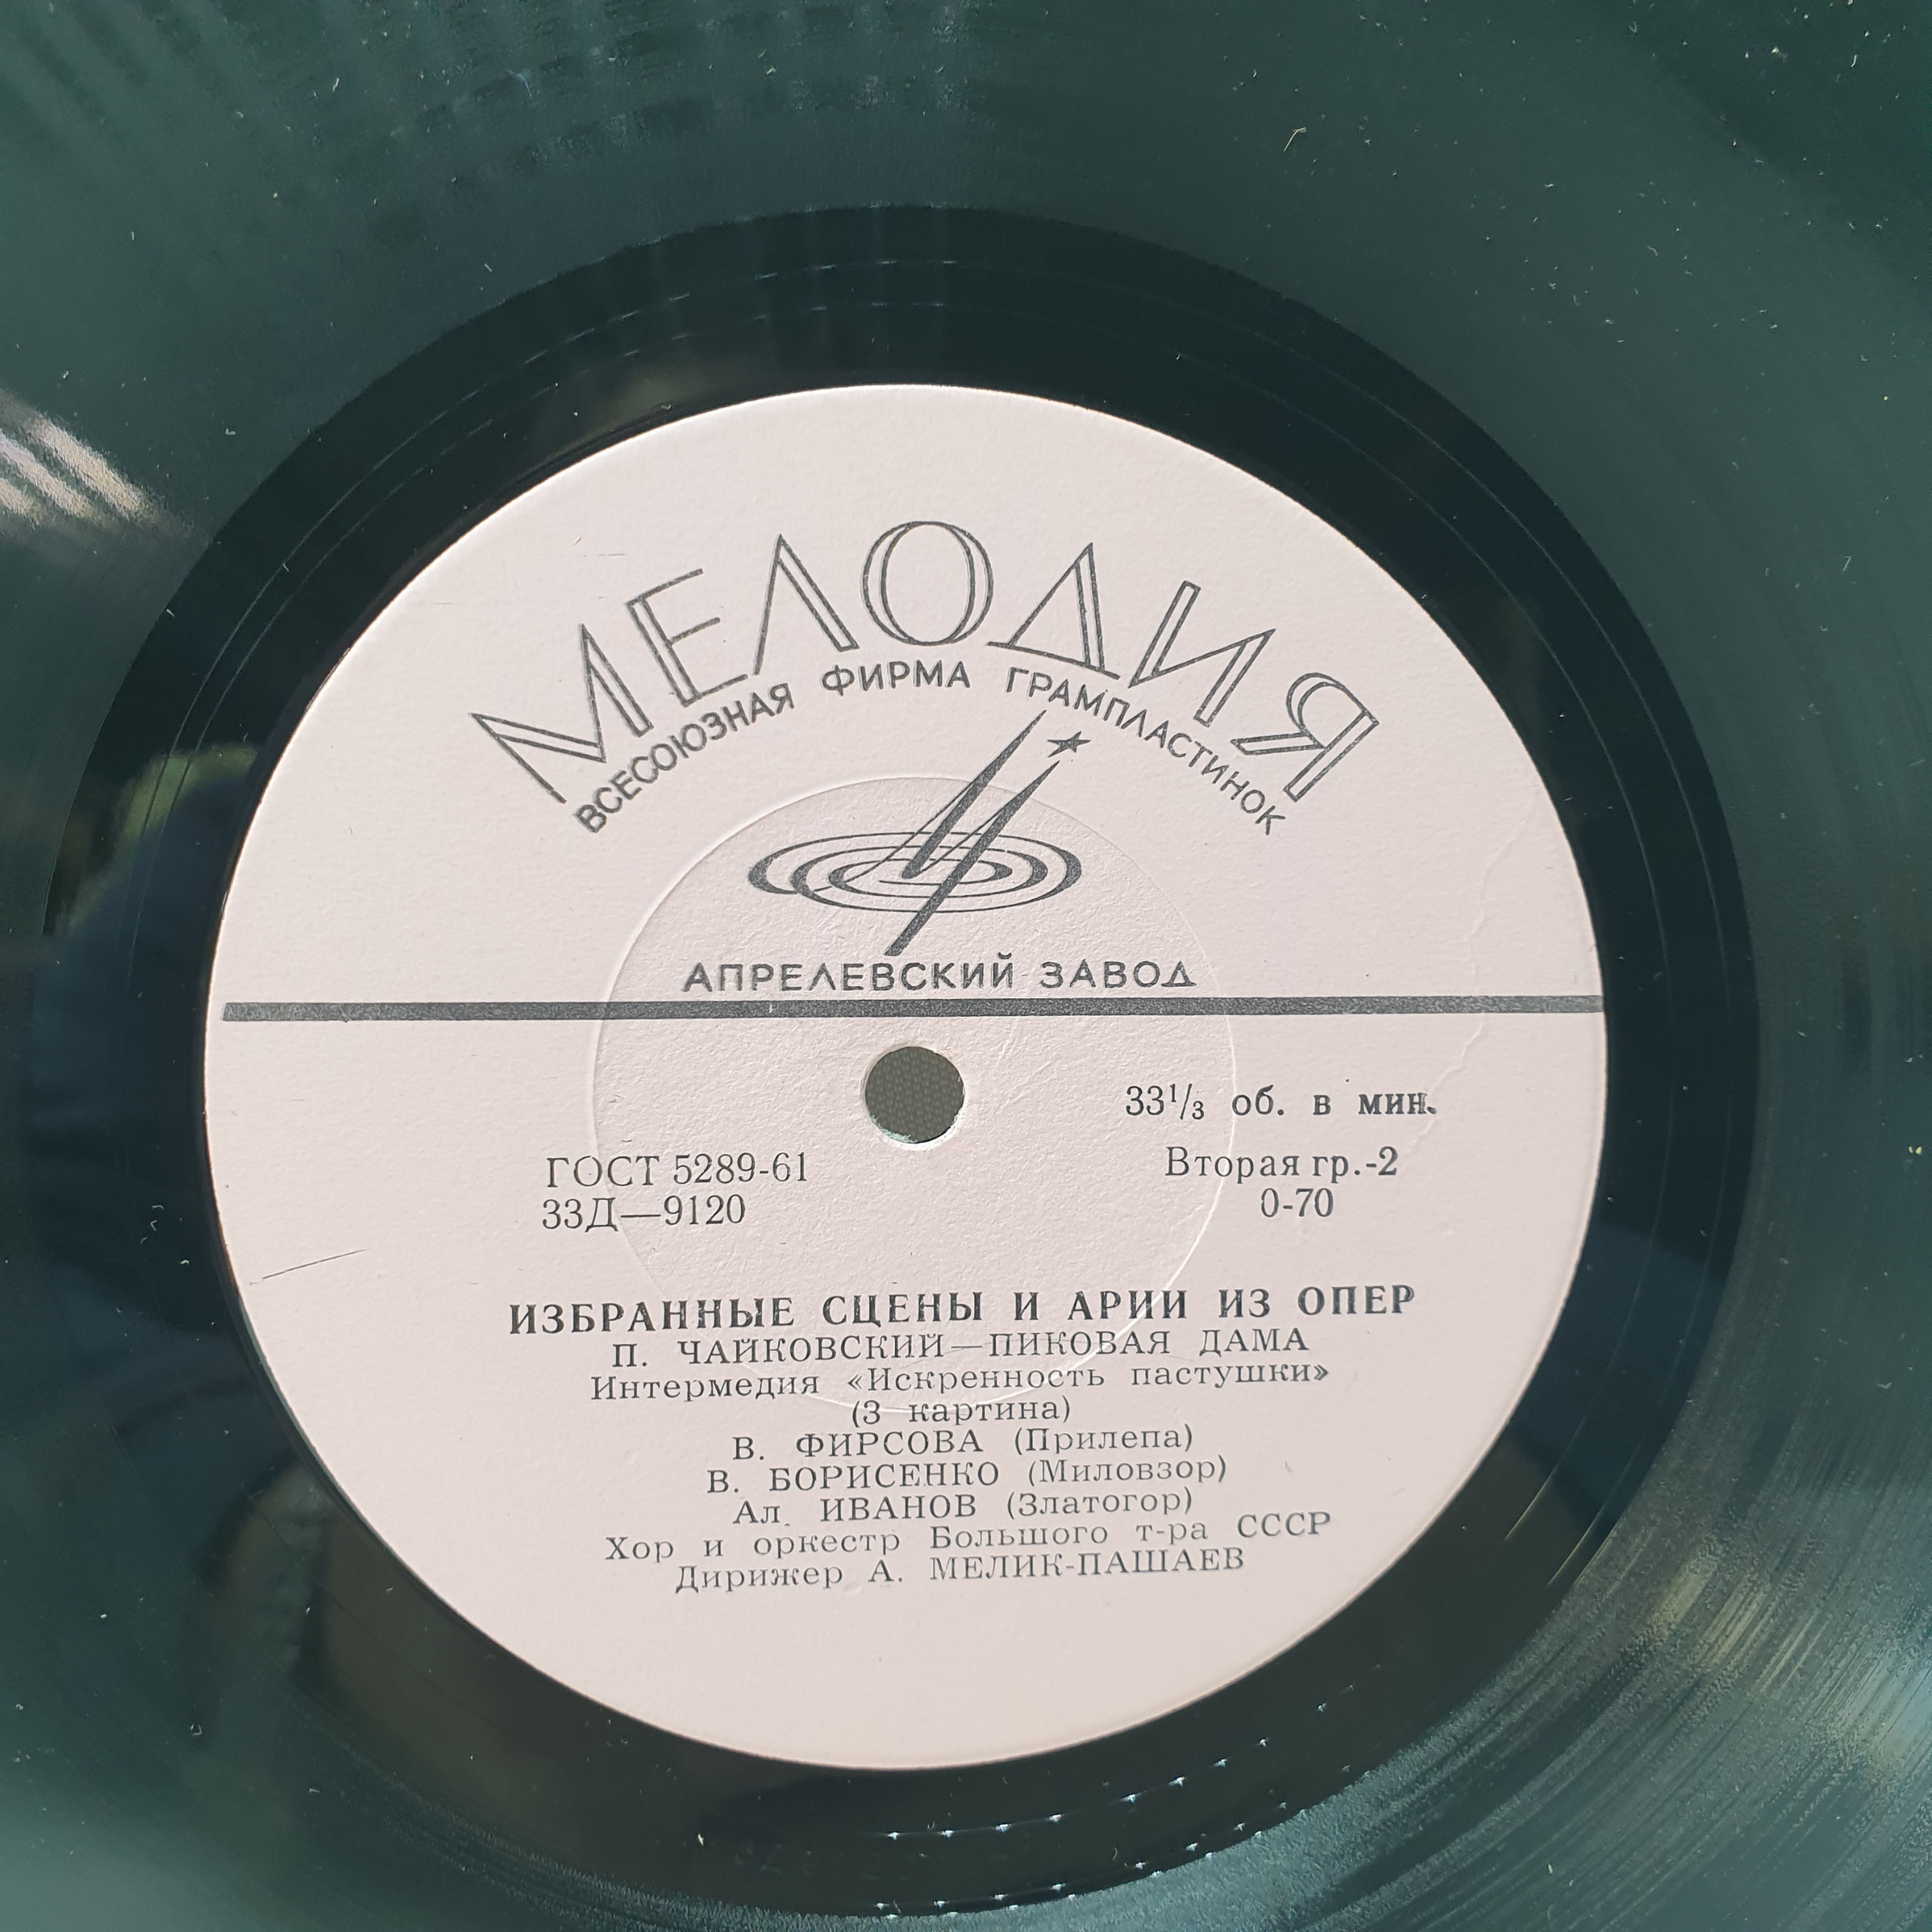 МЕЛОДИЯ
ВСЕСОЮЗНАЯ ФИРМА ГРАМПЛАСТИНОК
АПРЕЛЕВСКИЙ ЗАВОД
33¹/₃ об. в мин.
ГОСТ 5289-61
33Д—9120
Вторая гр.-2
0-70
ИЗБРАННЫЕ СЦЕНЫ И АРИИ ИЗ ОПЕР
П. ЧАЙКОВСКИЙ—ПИКОВАЯ ДАМА
Интермедия «Искренность пастушки»
(3 картина)
В. ФИРСОВА (Прилепа)
В. БОРИСЕНКО (Миловзор)
Ал. ИВАНОВ (Златогор)
Хор и оркестр Большого т-ра СССР
Дирижер А. МЕЛИК-ПАШАЕВ